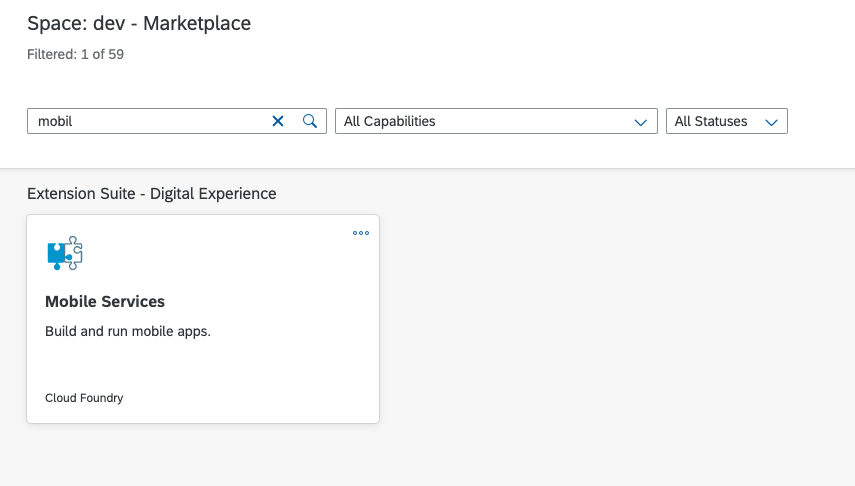 Space: dev - Marketplace
Filtered: 1 of 59
mobil
All Capabilities
All Statuses
Extension Suite - Digital Experience
Mobile Services
Build and run mobile apps.
Cloud Foundry